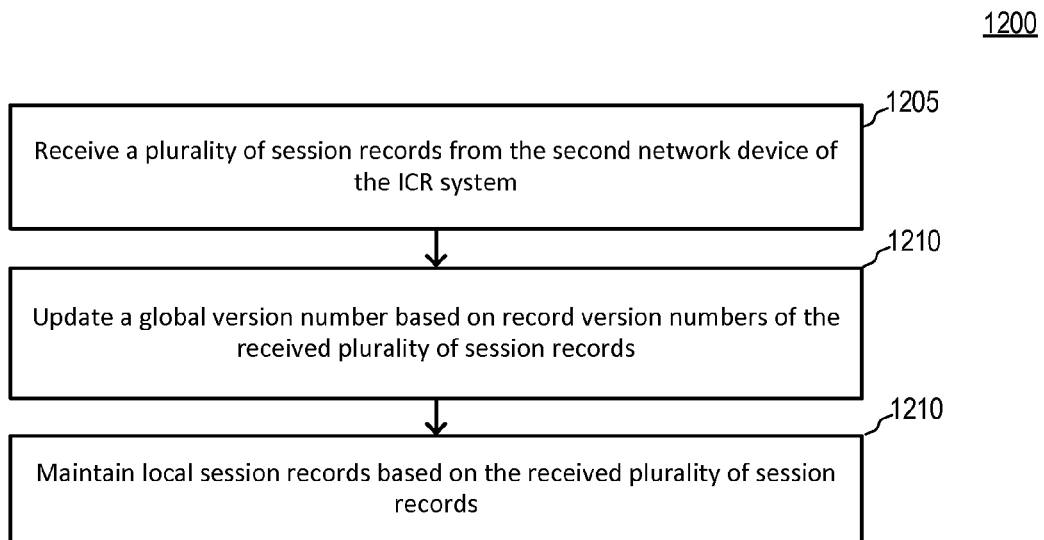 1200
1205
Receive a plurality of session records from the second network device of
the ICR system
1210
Update a global version number based on record version numbers of the
received plurality of session records
1210
Maintain local session records based on the received plurality of session
records